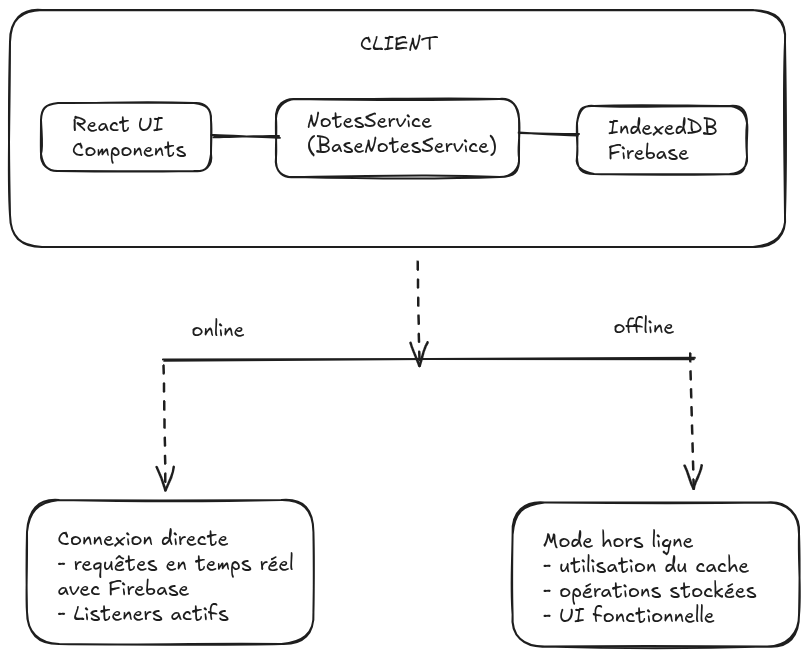 CLIENT
React UI
Components
NotesService
(BaseNotesService)
IndexedDB
Firebase
online
offline
Connexion directe
- requêtes en temps réel
avec Firebase
- Listeners actifs
Mode hors ligne
- utilisation du cache
- opérations stockées
- UI fonctionnelle